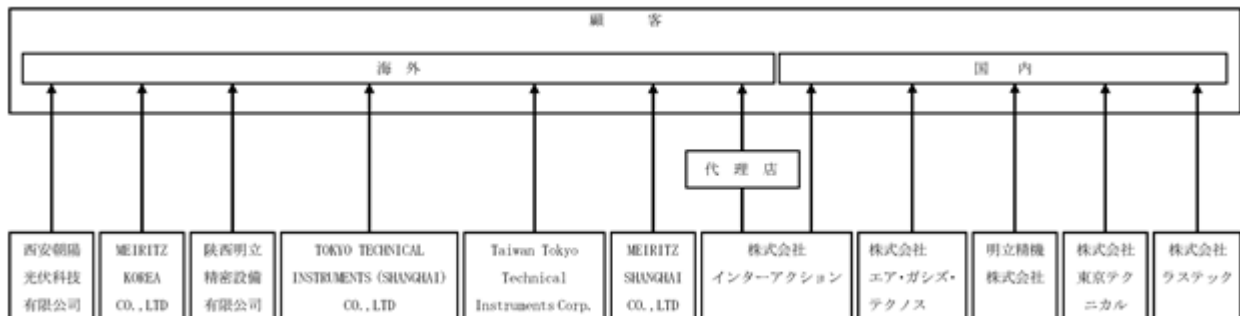 顧 客
海 外
国 内
代 理 店
西安朝陽
光伏科技
有限公司
MEIRITZ
KOREA
CO.,LTD
陝西明立
精密設備
有限公司
TOKYO TECHNICAL
INSTRUMENTS(SHANGHAI)
CO.,LTD
Taiwan Tokyo
Technical
Instruments Corp.
MEIRITZ
SHANGHAI
CO.,LTD
株式会社
インターアクション
株式会社
エア・ガシズ・
テクノス
明立精機
株式会社
株式会社
東京テク
ニカル
株式会社
ラステック